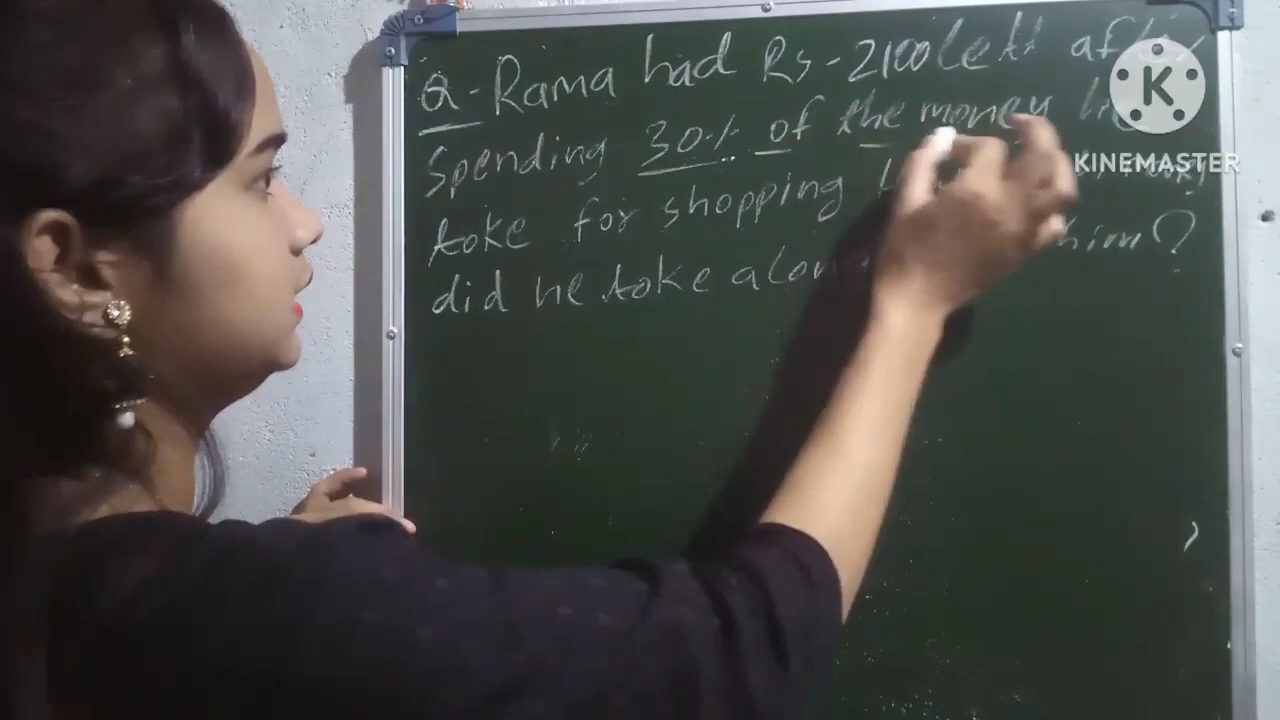 Q - Rama had Rs - 2100 left after
Spending 30% of the money he
toke for shopping
did he toke along him?
K
KINEMASTER